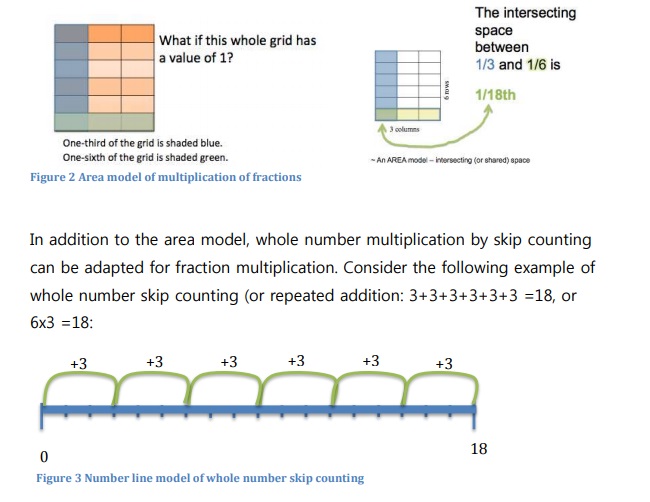 What if this whole grid has
a value of 1?
One-third of the grid is shaded blue.
One-sixth of the grid is shaded green.
Figure 2 Area model of multiplication of fractions
The intersecting
space
between
1/3 and 1/6 is
1/18th
6 rows
3 columns
~ An AREA model – intersecting (or shared) space
In addition to the area model, whole number multiplication by skip counting
can be adapted for fraction multiplication. Consider the following example of
whole number skip counting (or repeated addition: 3+3+3+3+3+3 =18, or
6x3 =18:
+3 +3 +3 +3 +3 +3
0 18
Figure 3 Number line model of whole number skip counting